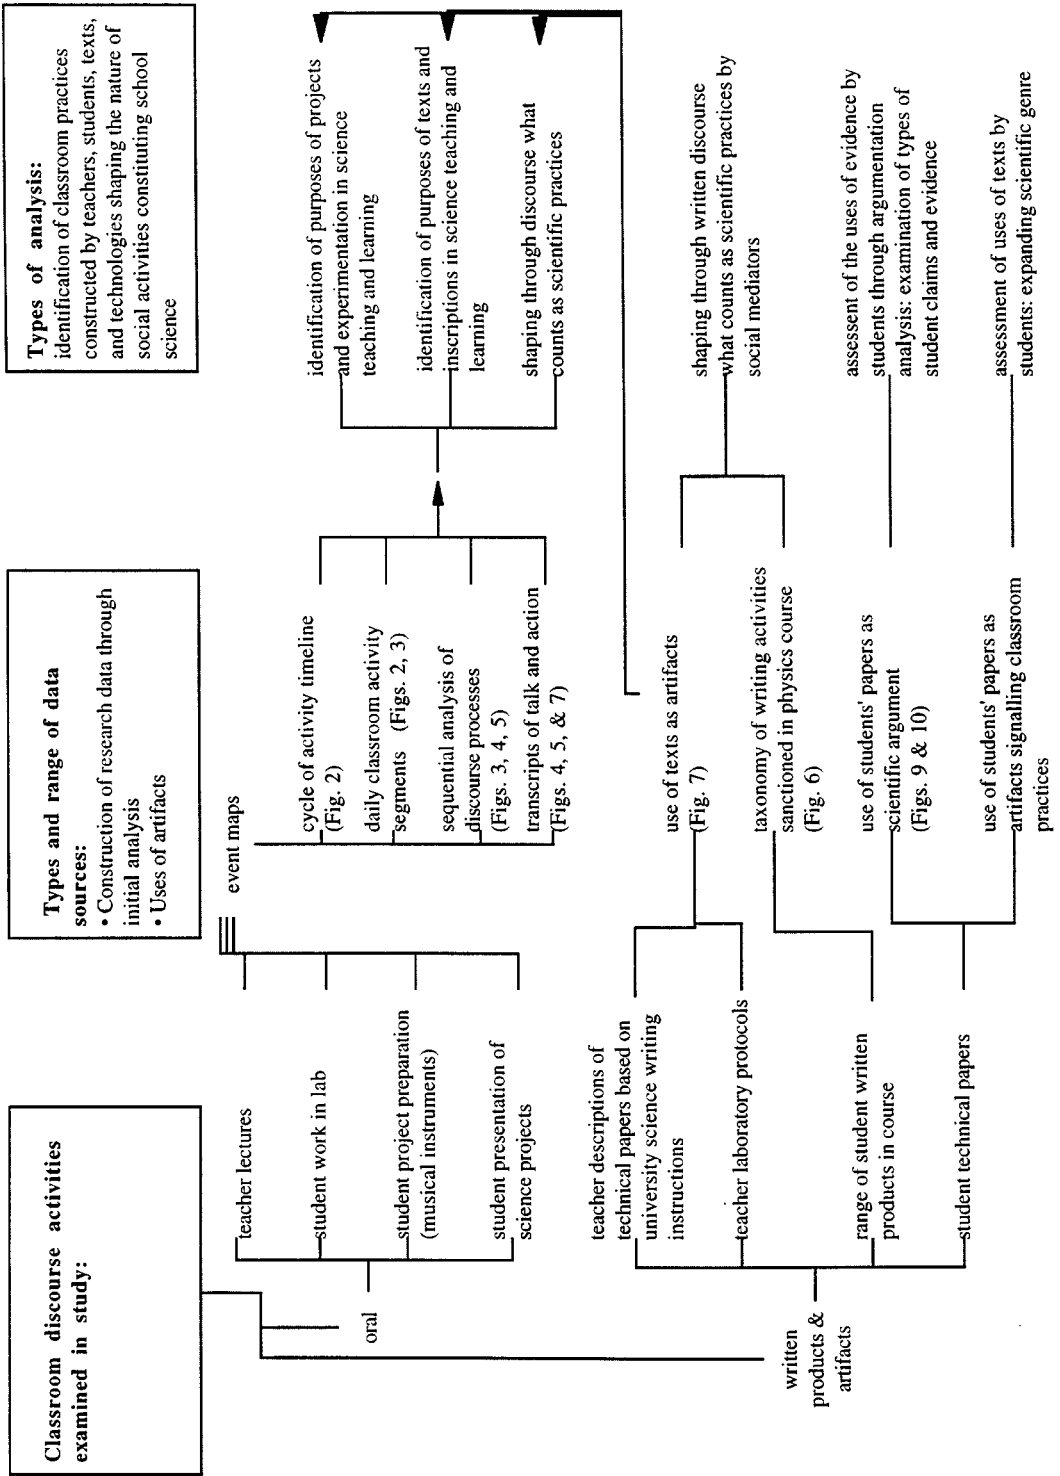 Classroom discourse activities
examined in study:
Types and range of data
sources:
• Construction of research data through
initial analysis
• Uses of artifacts
Types of analysis:
identification of classroom practices
constructed by teachers, students, texts,
and technologies shaping the nature of
social activities constituting school
science
oral
teacher lectures
student work in lab
student project preparation
(musical instruments)
student presentation of
science projects
event maps
cycle of activity timeline
(Fig. 2)
daily classroom activity
segments (Figs. 2, 3)
sequential analysis of
discourse processes
(Figs. 3, 4, 5)
transcripts of talk and action
(Figs. 4, 5, & 7)
identification of purposes of projects
and experimentation in science
teaching and learning
identification of purposes of texts and
inscriptions in science teaching and
learning
shaping through discourse what
counts as scientific practices
written
products &
artifacts
teacher descriptions of
technical papers based on
university science writing
instructions
teacher laboratory protocols
range of student written
products in course
student technical papers
use of texts as artifacts
(Fig. 7)
taxonomy of writing activities
sanctioned in physics course
(Fig. 6)
use of students' papers as
scientific argument
(Figs. 9 & 10)
use of students' papers as
artifacts signalling classroom
practices
shaping through written discourse
what counts as scientific practices by
social mediators
assessent of the uses of evidence by
students through argumentation
analysis: examination of types of
student claims and evidence
assessment of uses of texts by
students: expanding scientific genre